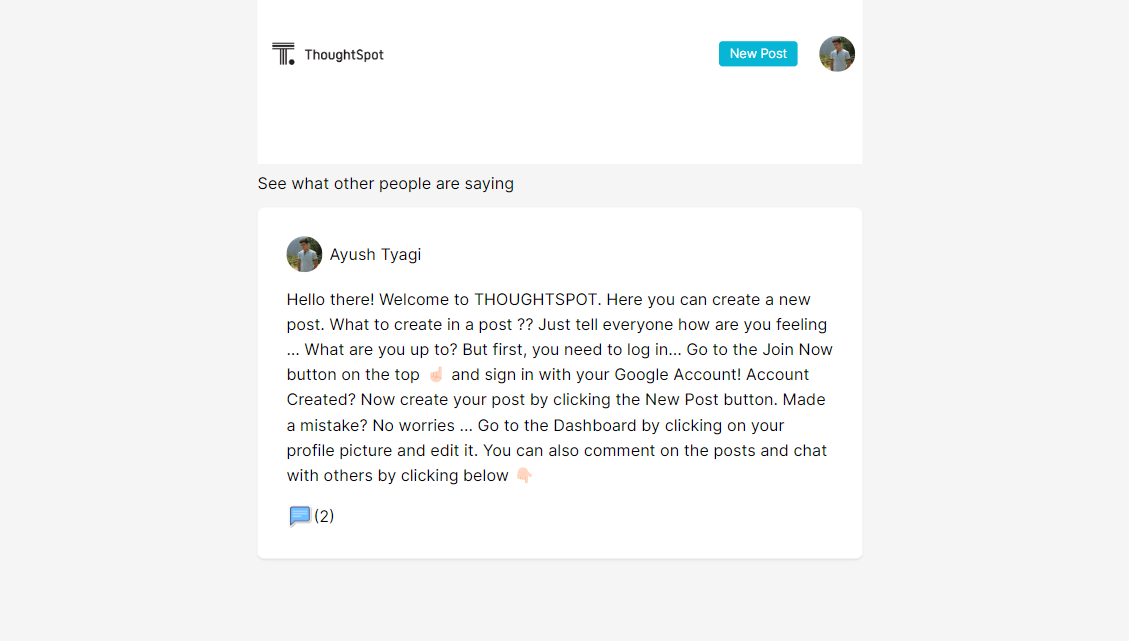 T. ThoughtSpot
New Post
See what other people are saying
Ayush Tyagi
Hello there! Welcome to THOUGHTSPOT. Here you can create a new
post. What to create in a post ?? Just tell everyone how are you feeling
... What are you up to? But first, you need to log in... Go to the Join Now
button on the top ☝🏻 and sign in with your Google Account! Account
Created? Now create your post by clicking the New Post button. Made
a mistake? No worries ... Go to the Dashboard by clicking on your
profile picture and edit it. You can also comment on the posts and chat
with others by clicking below 👇🏻
(2)